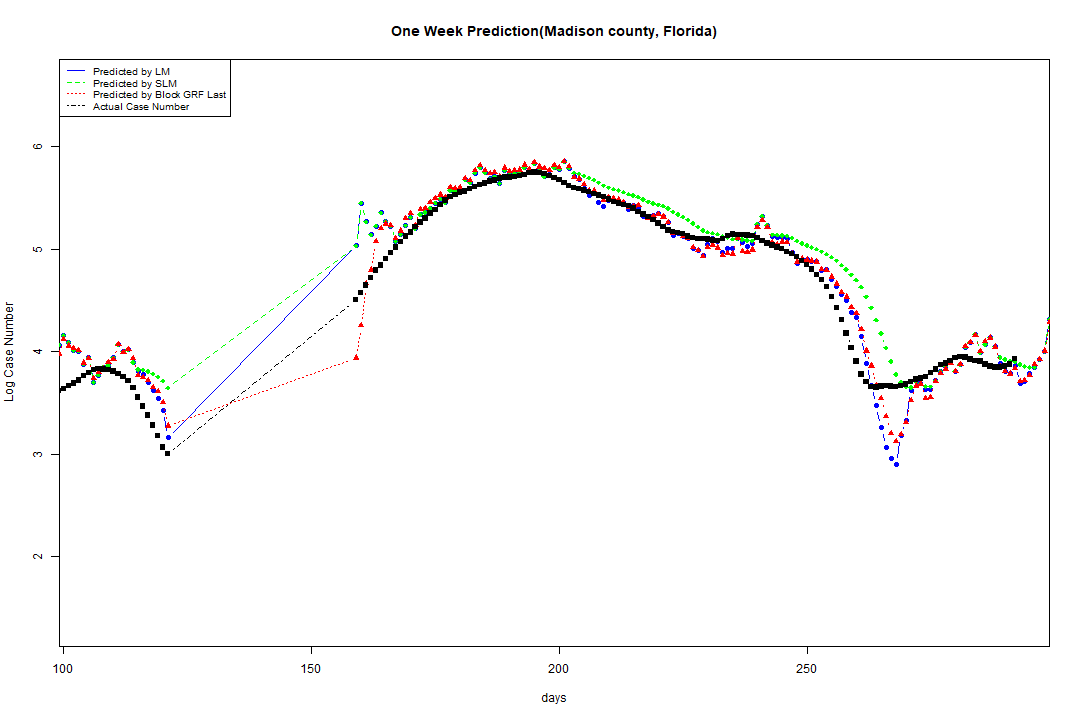 One Week Prediction(Madison county, Florida)
Predicted by LM
Predicted by SLM
Predicted by Block GRF Last
Actual Case Number
Log Case Number
6
5
4
3
2
100 150 200 250
days